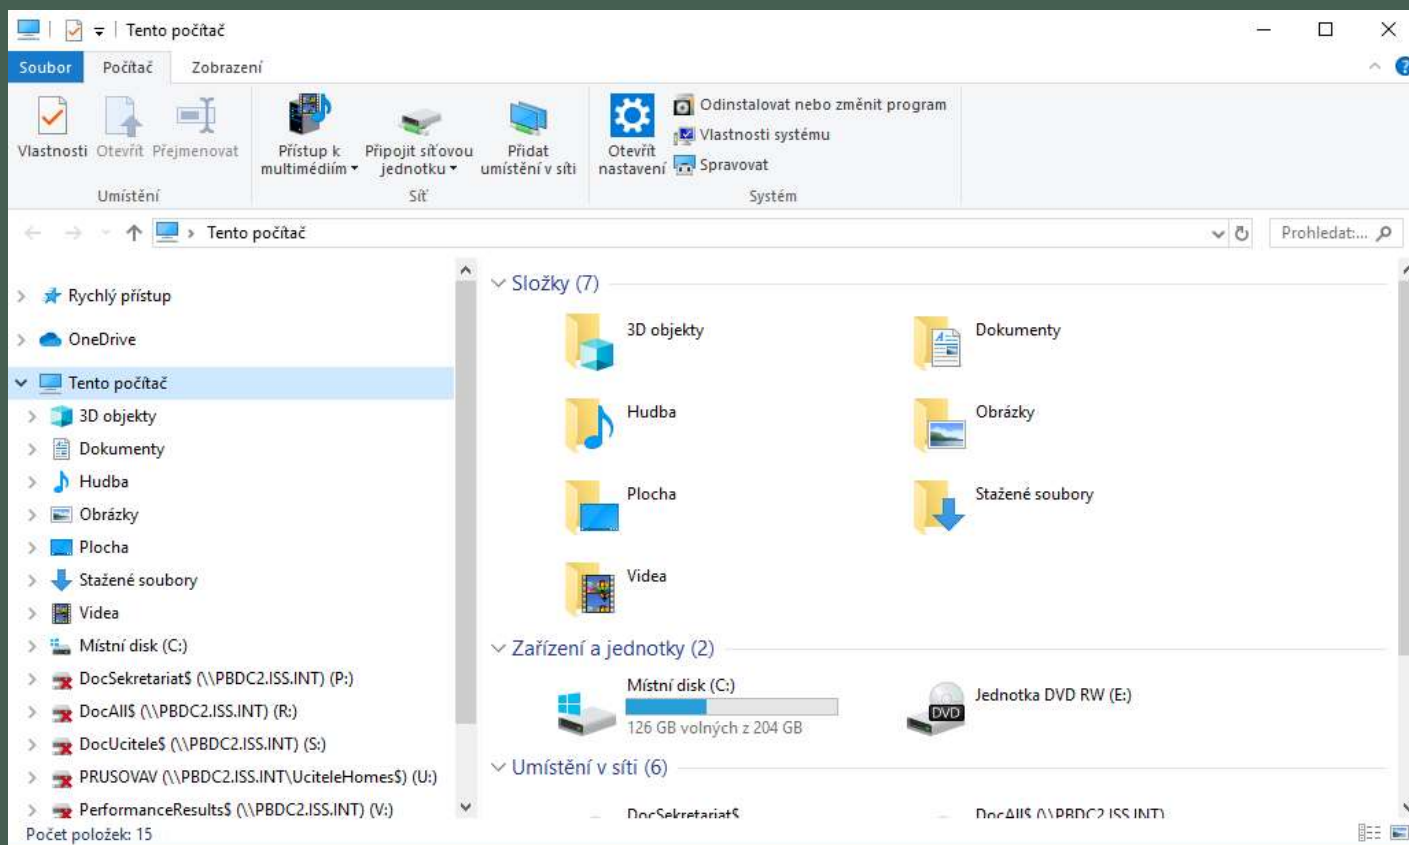 Tento počítač
Soubor Počítač Zobrazení
Vlastnosti Otevřít Přejmenovat
Umístění
Přístup k multimédiím
Připojit síťovou jednotku
Přidat umístění v síti
Síť
Otevřít nastavení
Odinstalovat nebo změnit program
Vlastnosti systému
Spravovat
Systém
Tento počítač
Prohledat:...
Rychlý přístup
OneDrive
Tento počítač
3D objekty
Dokumenty
Hudba
Obrázky
Plocha
Stažené soubory
Videa
Místní disk (C:)
DocSekretariat$ (\\PBDC2.ISS.INT) (P:)
DocAll$ (\\PBDC2.ISS.INT) (R:)
DocUcitele$ (\\PBDC2.ISS.INT) (S:)
PRUSOVAV (\\PBDC2.ISS.INT\UciteleHomes$) (U:)
PerformanceResults$ (\\PBDC2.ISS.INT) (V:)
Složky (7)
3D objekty
Dokumenty
Hudba
Obrázky
Plocha
Stažené soubory
Videa
Zařízení a jednotky (2)
Místní disk (C:)
126 GB volných z 204 GB
Jednotka DVD RW (E:)
DVD
Umístění v síti (6)
DocSekretariat$
DocAll$ (\\PBDC2.ISS.INT)
Počet položek: 15